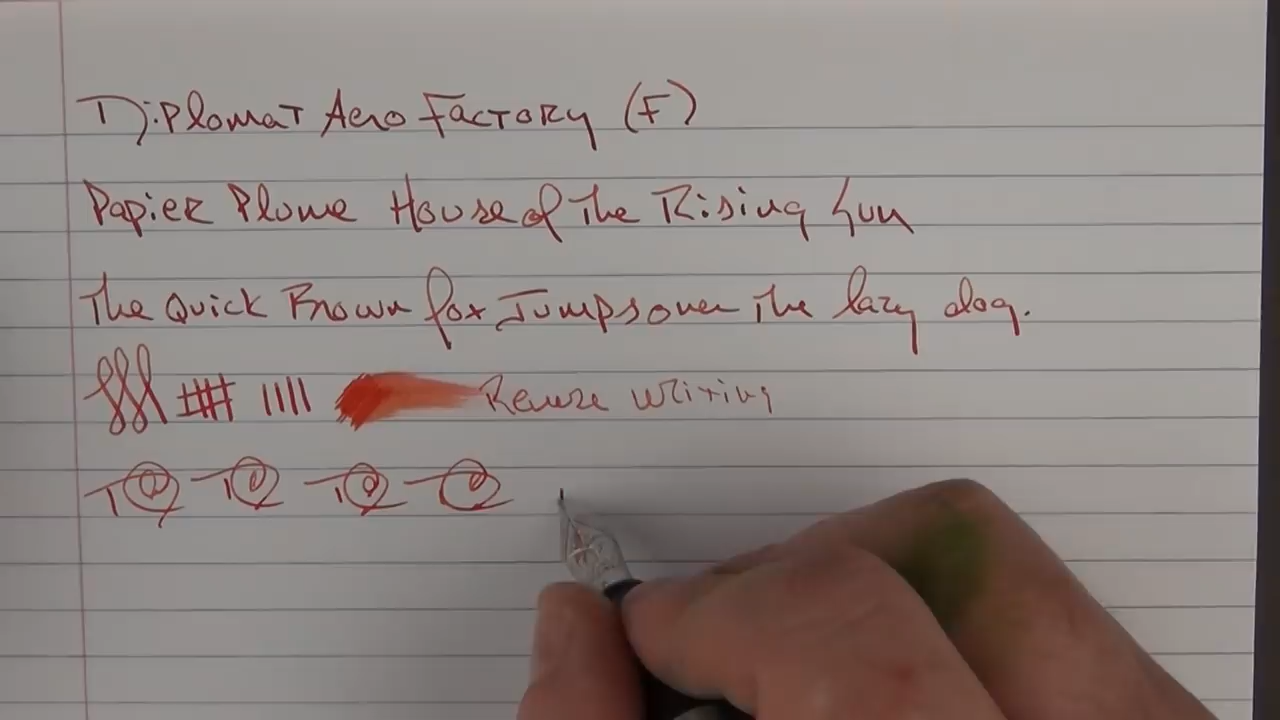 Diplomat Aero Factory (F)
Papier Plume House of The Rising Sun
The Quick Brown fox Jumps over The lazy dog.
Reverse writing